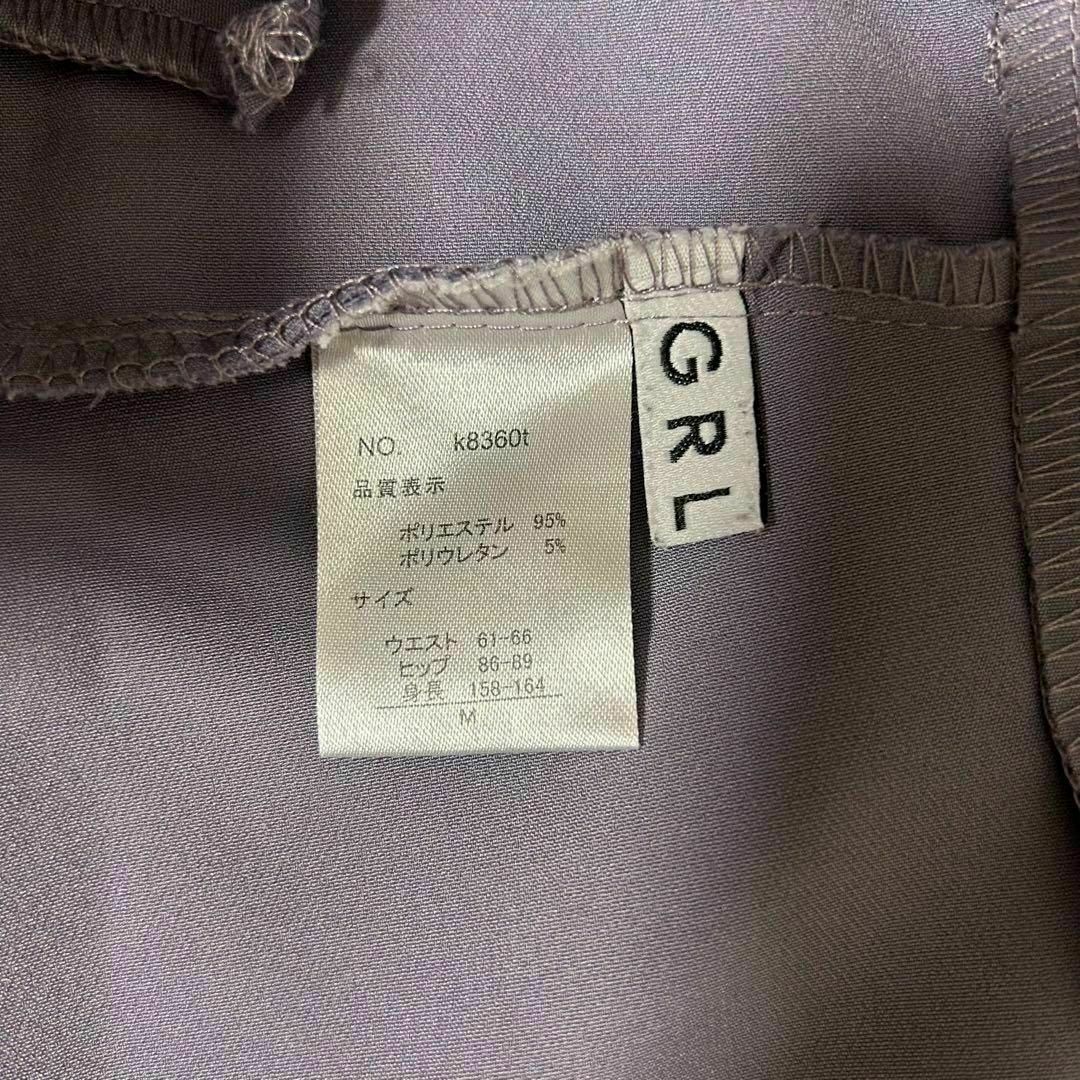 NO. k8360t
品質表示
ポリエステル 95%
ポリウレタン 5%
サイズ
ウエスト 61-66
ヒップ 86-89
身長 158-164
M
GRL